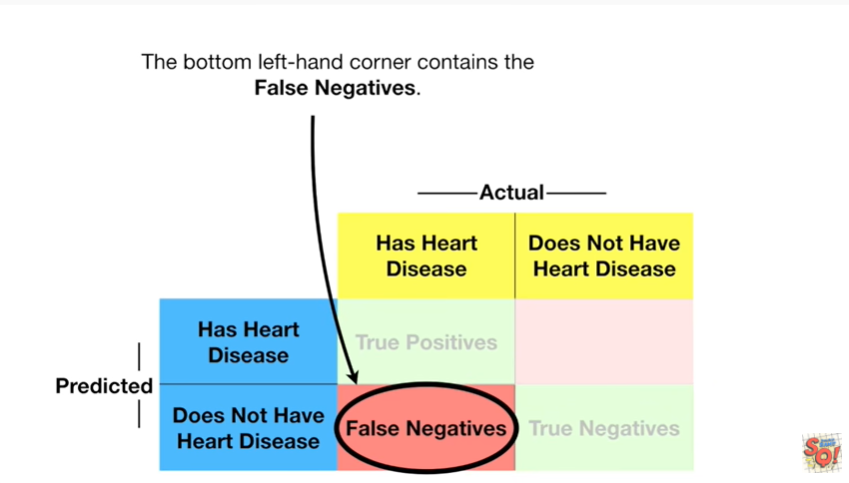 The bottom left-hand corner contains the
False Negatives.
Actual
Has Heart
Disease
Does Not Have
Heart Disease
Has Heart
Disease
True Positives
Predicted
Does Not Have
Heart Disease
False Negatives
True Negatives
SQ!